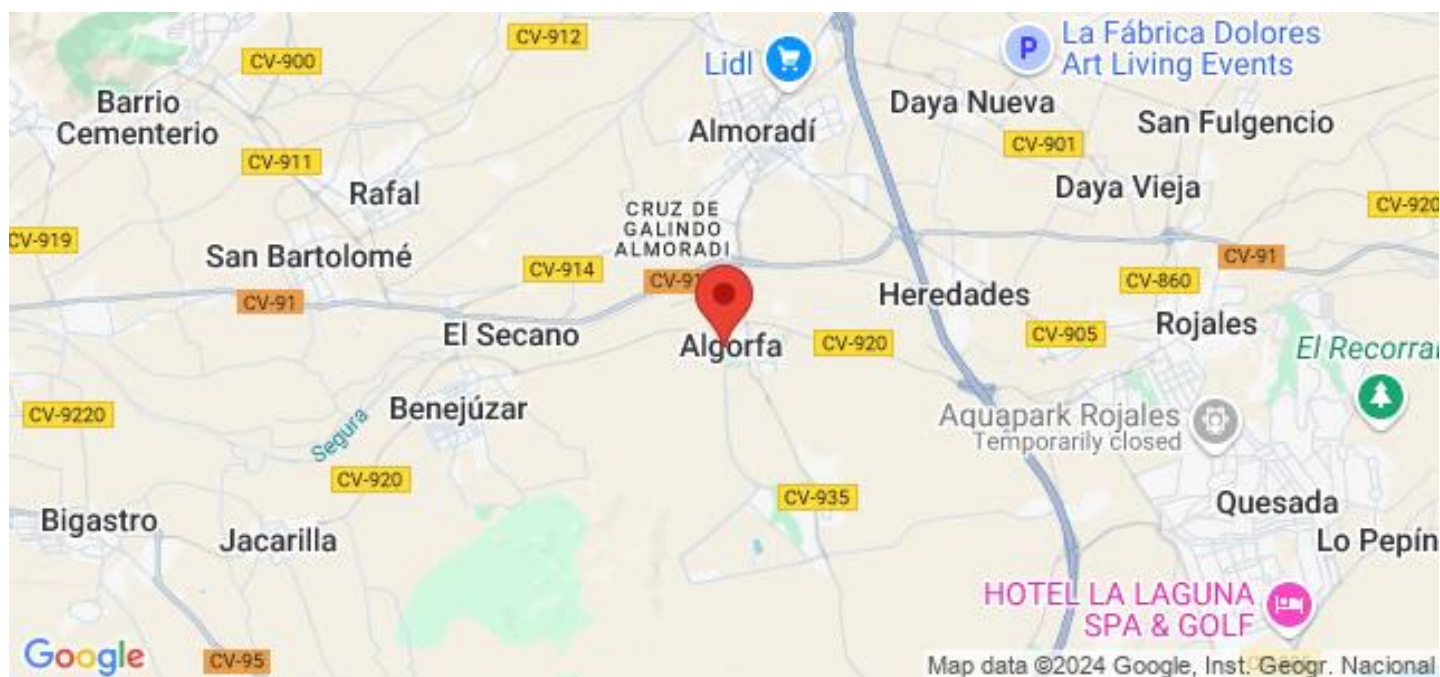 CV-912
La Fábrica Dolores
Art Living Events
CV-900
Lidl
P
Barrio
Cementerio
Daya Nueva
San Fulgencio
Almoradí
CV-901
CV-911
Rafal
Daya Vieja
CRUZ DE
GALINDO
ALMORADI
CV-920
CV-919
San Bartolomé
CV-914
CV-91
CV-91
CV-860
CV-91
Heredades
El Secano
Algorfa
CV-920
CV-905
Rojales
El Recorral
CV-9220
Benejúzar
Aquapark Rojales
Temporarily closed
Segura
CV-920
CV-935
Quesada
Bigastro
Jacarilla
Lo Pepín
HOTEL LA LAGUNA
SPA & GOLF
Google
CV-95
Map data ©2024 Google, Inst. Geogr. Nacional